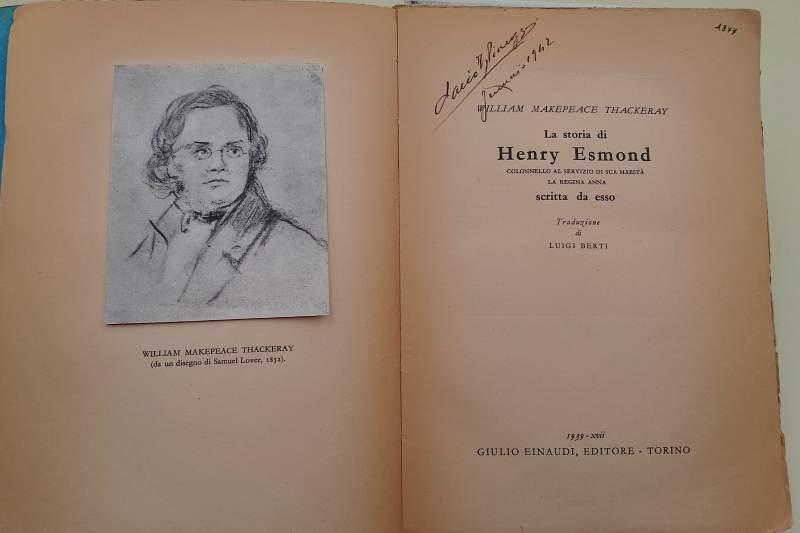 WILLIAM MAKEPEACE THACKERAY
(da un disegno di Samuel Lover, 1852).
1942
WILLIAM MAKEPEACE THACKERAY
La storia di
Henry Esmond
COLONNELLO AL SERVIZIO DI SUA MAESTÀ
LA REGINA ANNA
scritta da esso
Traduzione
di
LUIGI BERTI
1939-xvii
GIULIO EINAUDI, EDITORE - TORINO